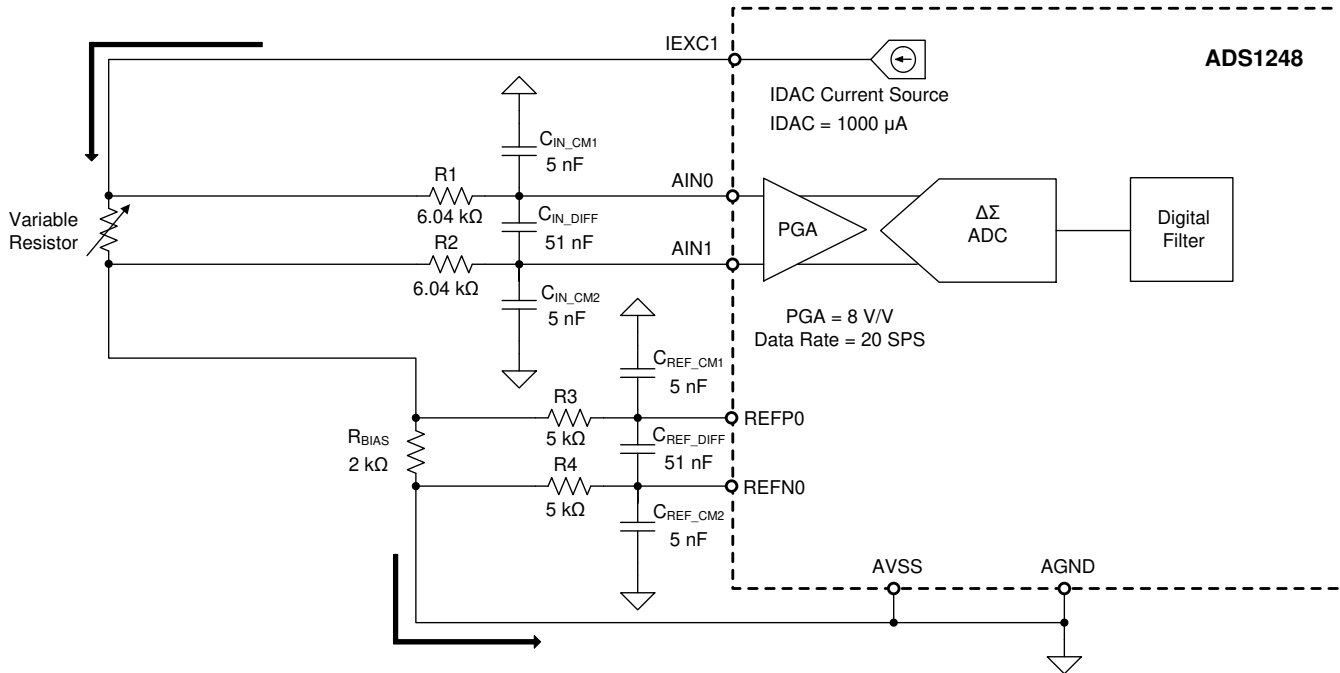 IEXC1
ADS1248
IDAC Current Source
IDAC = 1000 µA
C_IN_CM1
5 nF
R1
6.04 kΩ
AIN0
Variable
Resistor
C_IN_DIFF
51 nF
PGA
ΔΣ
ADC
Digital
Filter
R2
6.04 kΩ
AIN1
C_IN_CM2
5 nF
PGA = 8 V/V
Data Rate = 20 SPS
C_REF_CM1
5 nF
R3
5 kΩ
REFP0
R_BIAS
2 kΩ
C_REF_DIFF
51 nF
R4
5 kΩ
REFN0
C_REF_CM2
5 nF
AVSS
AGND